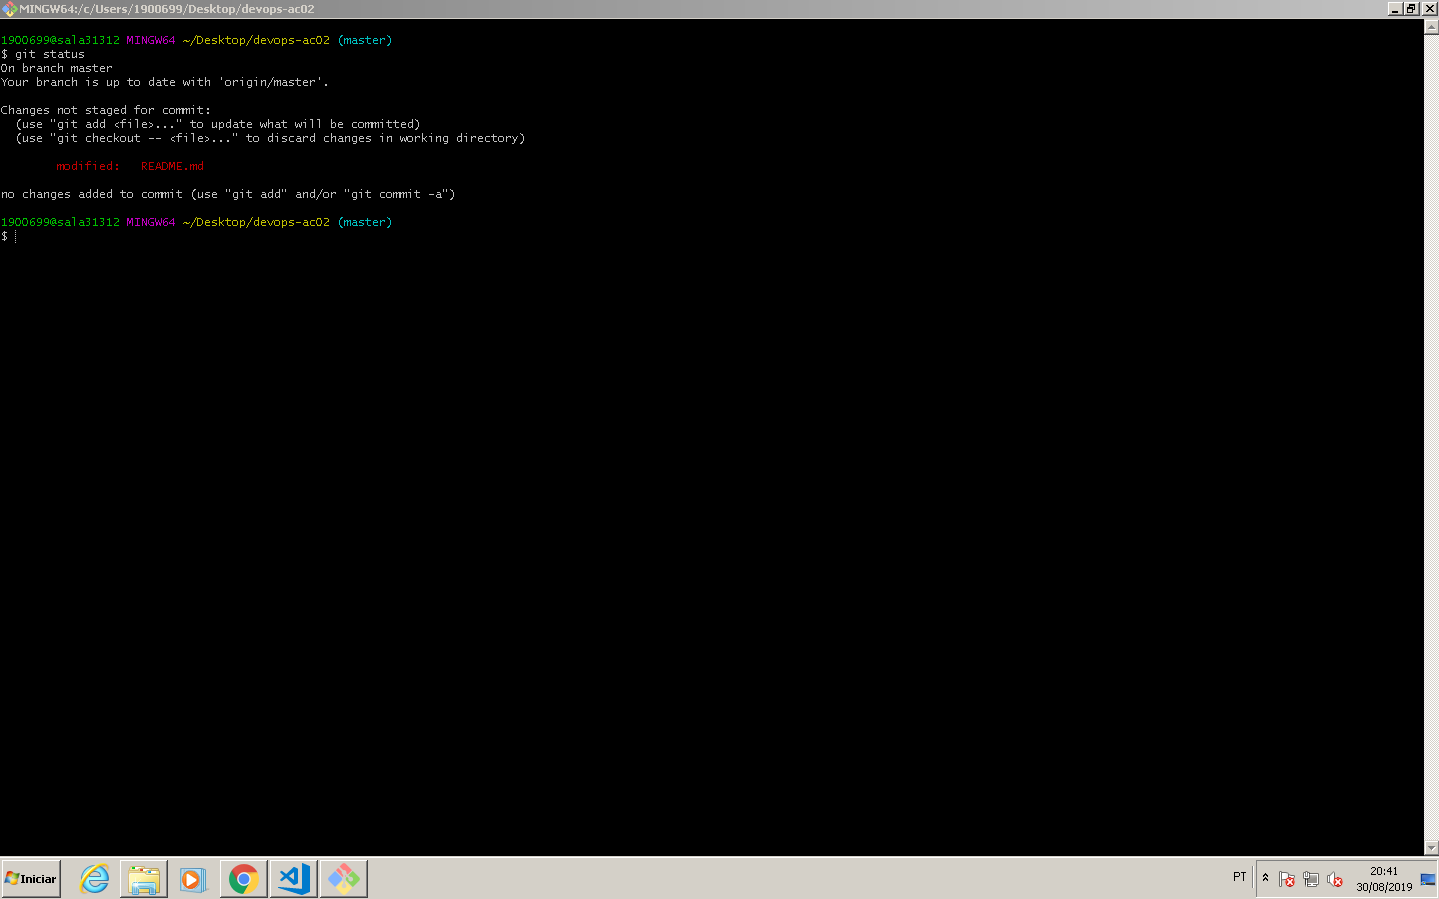 MINGW64:/c/Users/1900699/Desktop/devops-ac02
1900699@sala31312 MINGW64 ~/Desktop/devops-ac02 (master)
$ git status
On branch master
Your branch is up to date with 'origin/master'.
Changes not staged for commit:
(use "git add <file>..." to update what will be committed)
(use "git checkout -- <file>..." to discard changes in working directory)
modified: README.md
no changes added to commit (use "git add" and/or "git commit -a")
1900699@sala31312 MINGW64 ~/Desktop/devops-ac02 (master)
$
Iniciar
PT
20:41
30/08/2019